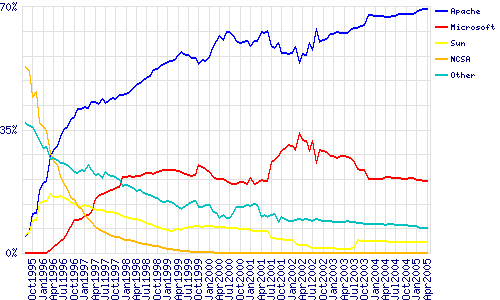 70%
Apache
Microsoft
Sun
NCSA
Other
35%
0%
Oct1995
Jan1996
Apr1996
Jul1996
Oct1996
Jan1997
Apr1997
Jul1997
Oct1997
Jan1998
Apr1998
Jul1998
Oct1998
Jan1999
Apr1999
Jul1999
Oct1999
Jan2000
Apr2000
Jul2000
Oct2000
Jan2001
Apr2001
Jul2001
Oct2001
Jan2002
Apr2002
Jul2002
Oct2002
Jan2003
Apr2003
Jul2003
Oct2003
Jan2004
Apr2004
Jul2004
Oct2004
Jan2005
Apr2005